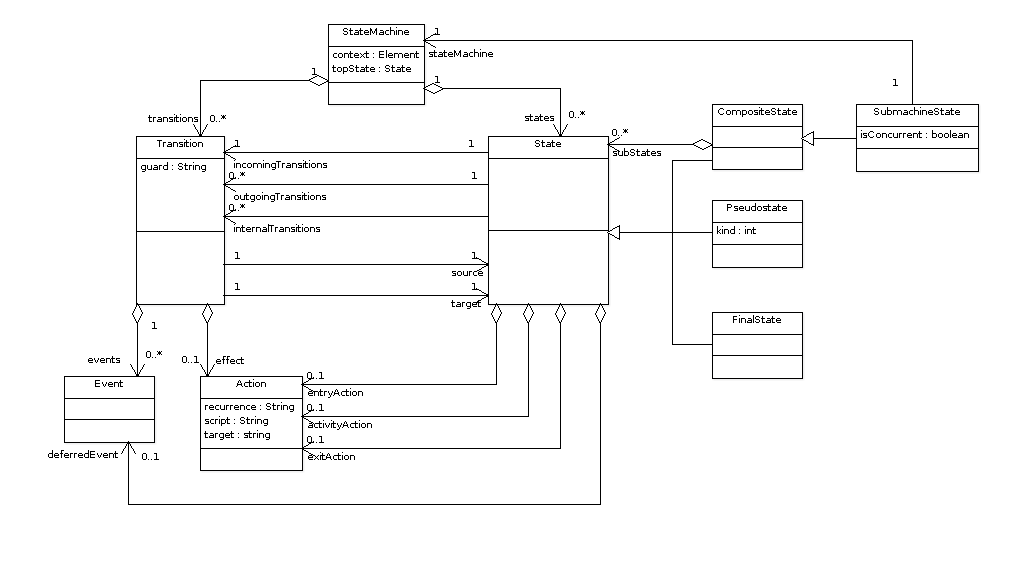 StateMachine
context : Element
topState : State
1
stateMachine
1
1
1
transitions
0..*
states
0..*
CompositeState
SubmachineState
isConcurrent : boolean
0..*
subStates
Transition
guard : String
State
1
incomingTransitions
1
0..*
outgoingTransitions
1
0..*
internalTransitions
Pseudostate
kind : int
1
1
source
1
1
target
FinalState
1
events
0..*
0..1
effect
Event
Action
recurrence : String
script : String
target : string
0..1
entryAction
0..1
activityAction
0..1
exitAction
deferredEvent
0..1